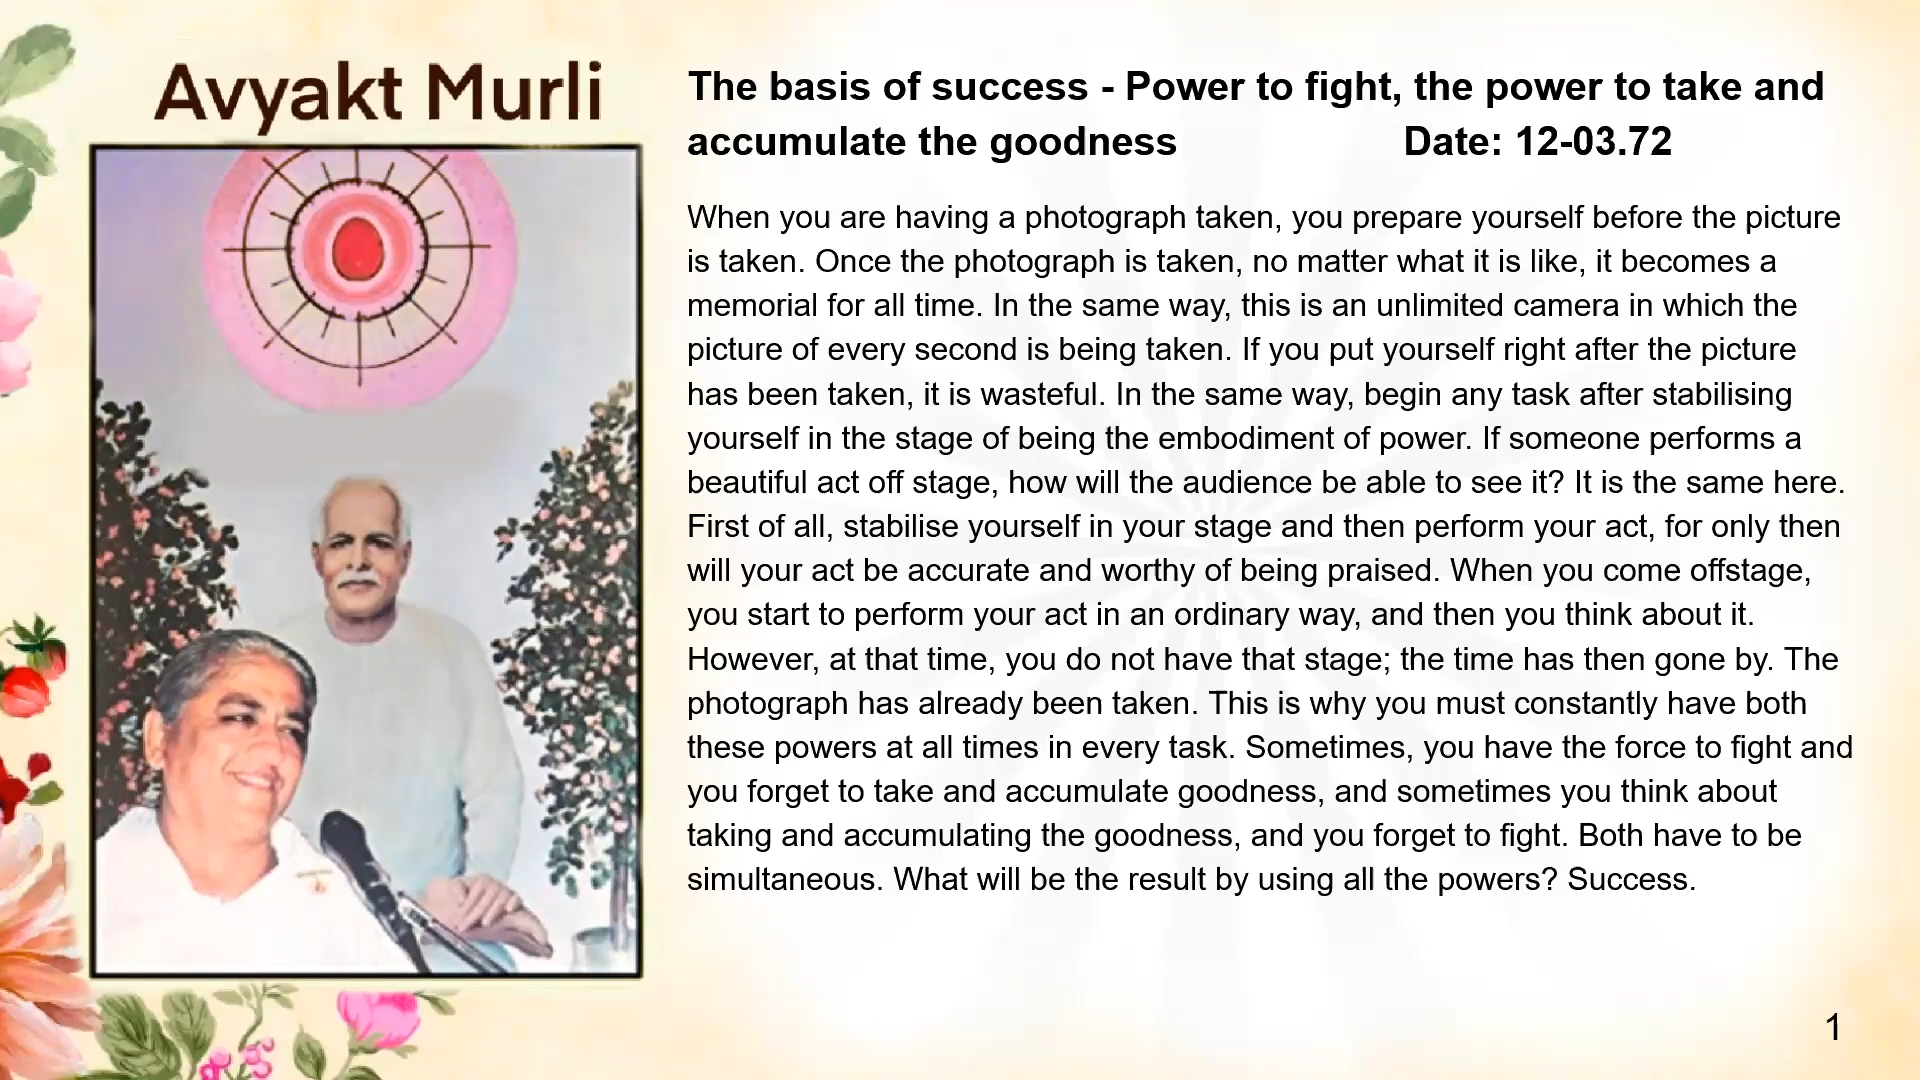 Avyakt Murli
The basis of success - Power to fight, the power to take and
accumulate the goodness Date: 12-03.72
When you are having a photograph taken, you prepare yourself before the picture
is taken. Once the photograph is taken, no matter what it is like, it becomes a
memorial for all time. In the same way, this is an unlimited camera in which the
picture of every second is being taken. If you put yourself right after the picture
has been taken, it is wasteful. In the same way, begin any task after stabilising
yourself in the stage of being the embodiment of power. If someone performs a
beautiful act off stage, how will the audience be able to see it? It is the same here.
First of all, stabilise yourself in your stage and then perform your act, for only then
will your act be accurate and worthy of being praised. When you come offstage,
you start to perform your act in an ordinary way, and then you think about it.
However, at that time, you do not have that stage; the time has then gone by. The
photograph has already been taken. This is why you must constantly have both
these powers at all times in every task. Sometimes, you have the force to fight and
you forget to take and accumulate goodness, and sometimes you think about
taking and accumulating the goodness, and you forget to fight. Both have to be
simultaneous. What will be the result by using all the powers? Success.
1